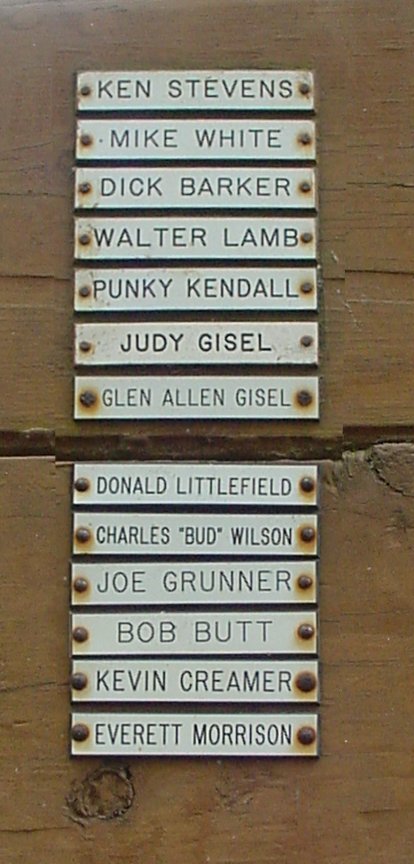 KEN STEVENS
MIKE WHITE
DICK BARKER
WALTER LAMB
PUNKY KENDALL
JUDY GISEL
GLEN ALLEN GISEL
DONALD LITTLEFIELD
CHARLES "BUD" WILSON
JOE GRUNNER
BOB BUTT
KEVIN CREAMER
EVERETT MORRISON